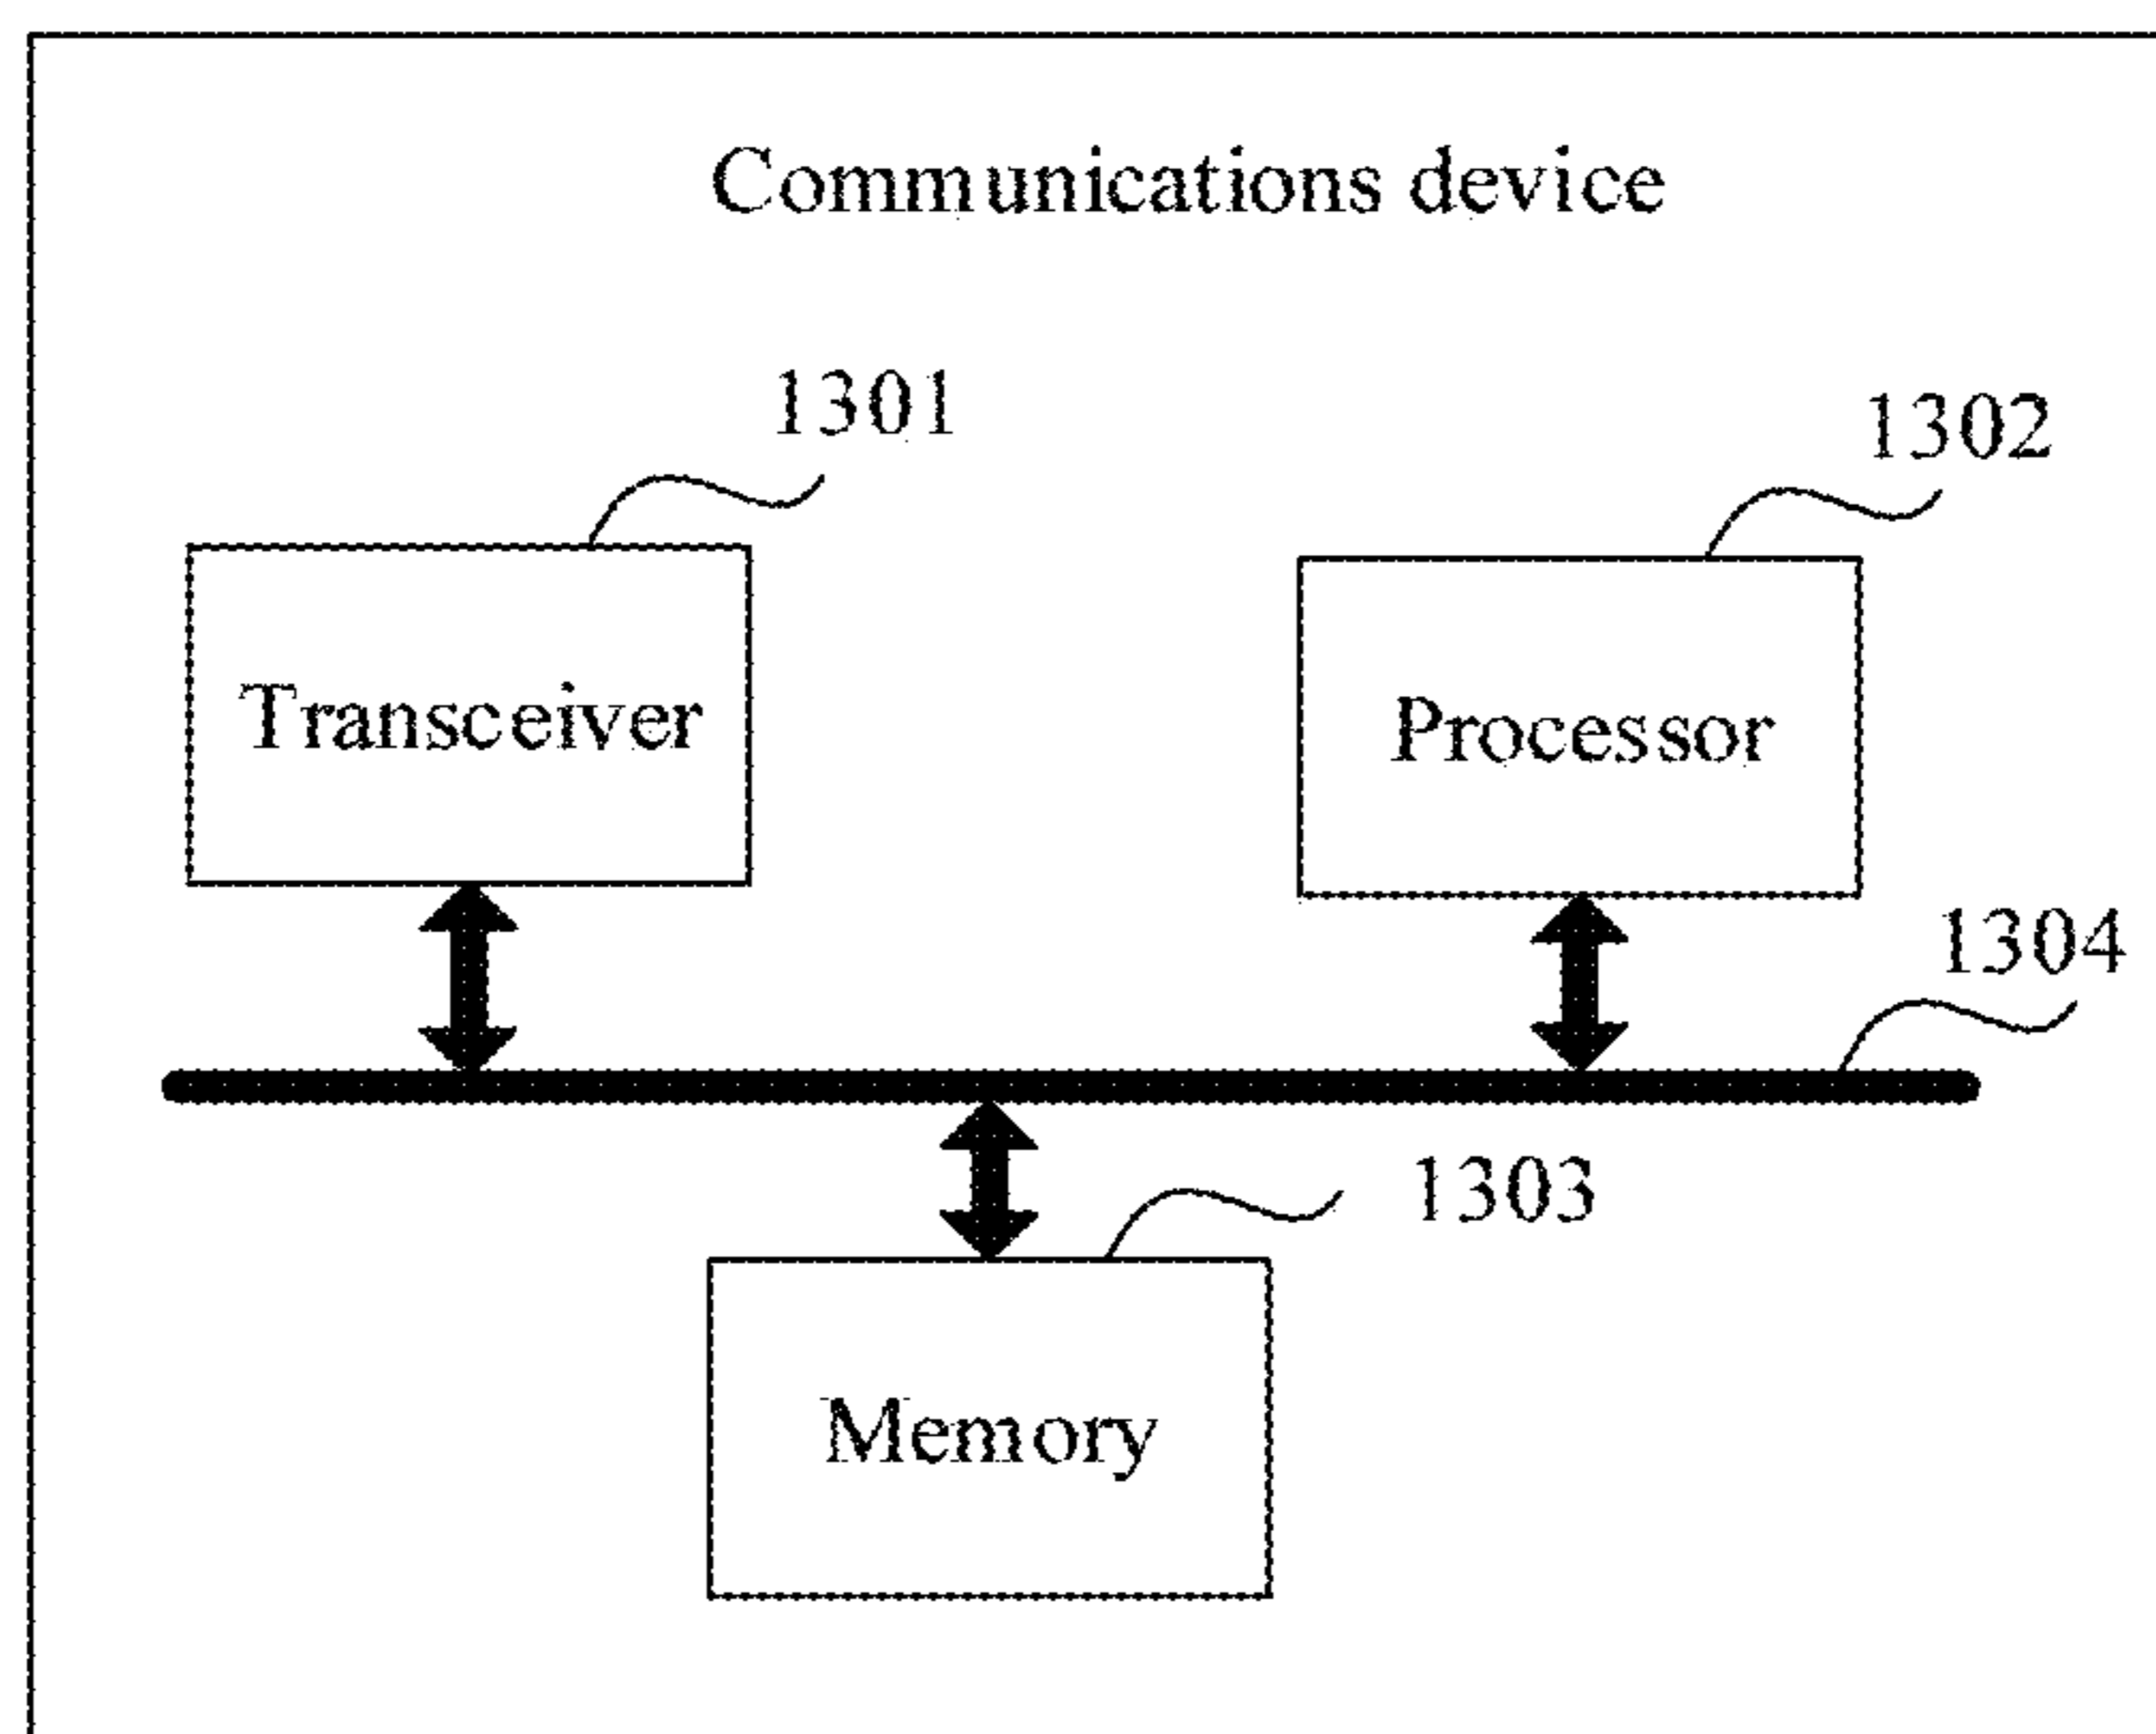 Communications device
1301
1302
Transceiver
Processor
1304
1303
Memory